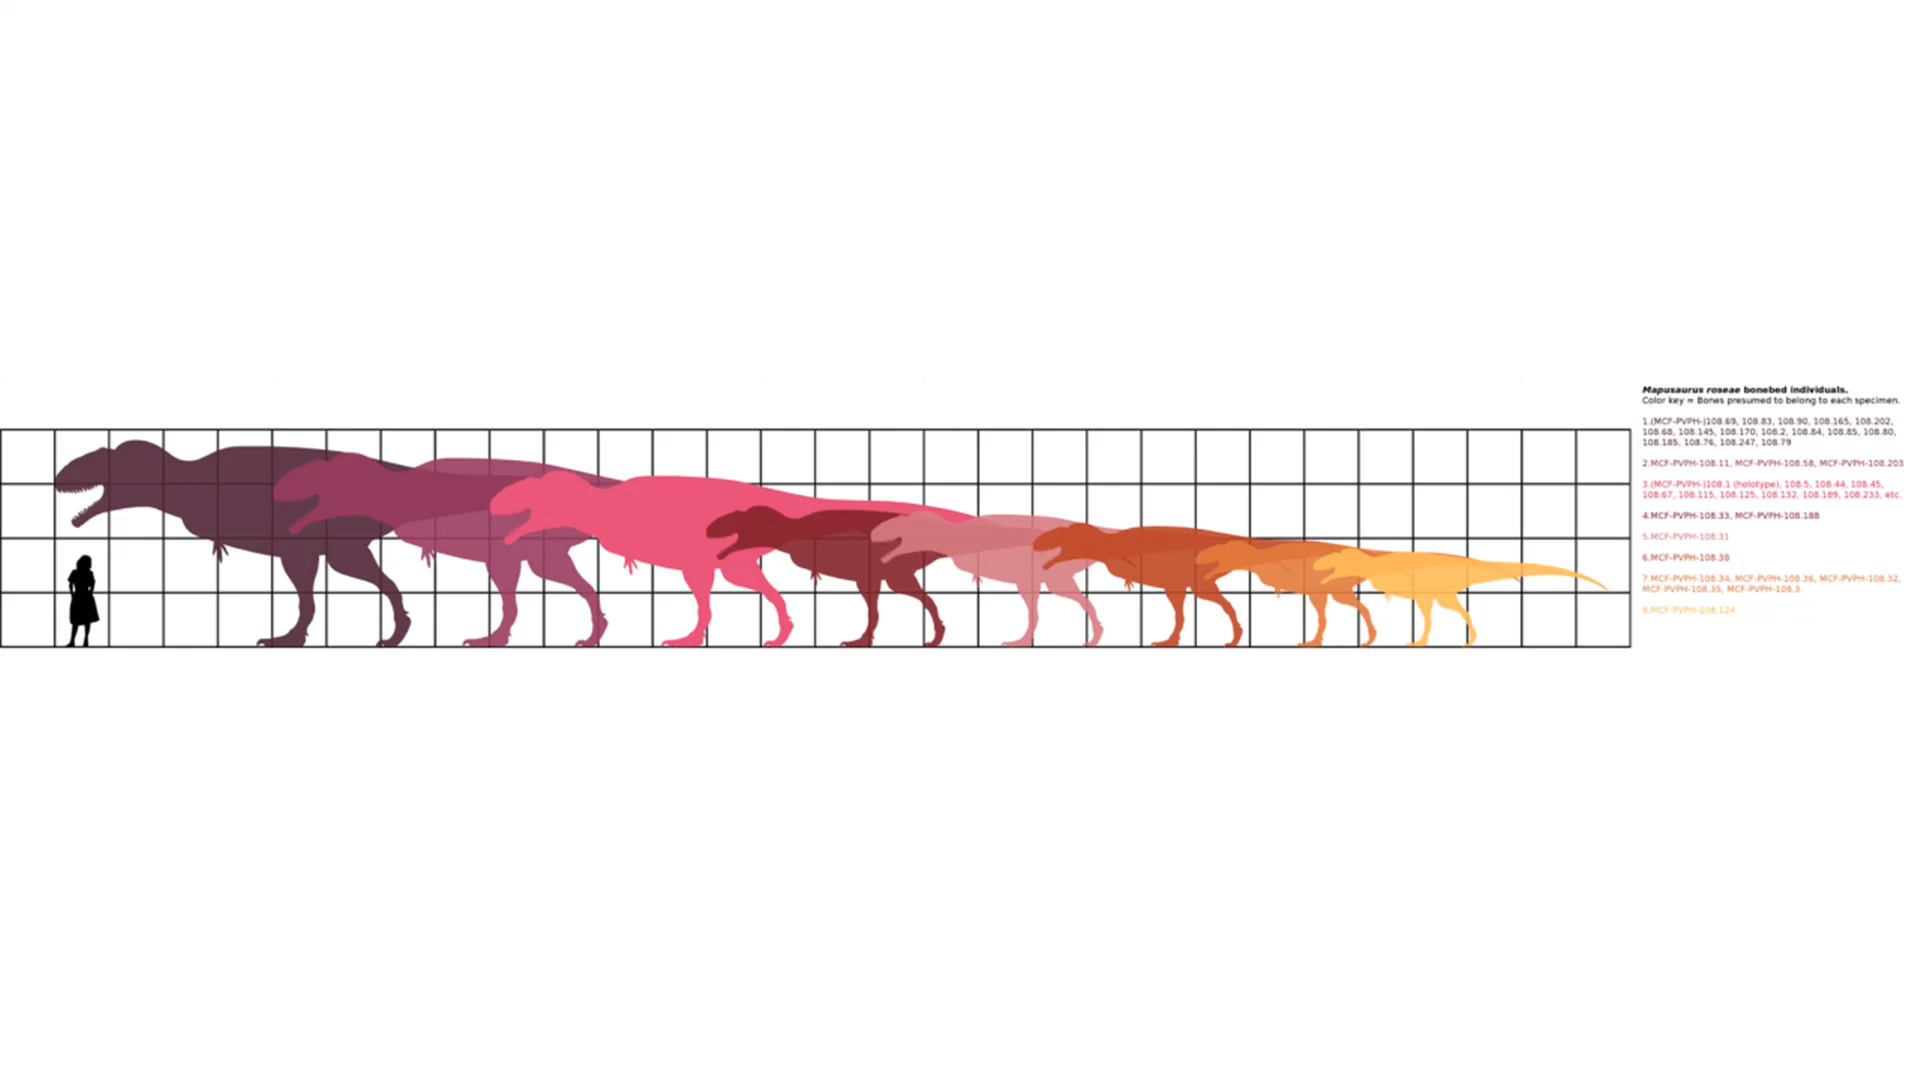 Mapusaurus roseae bonebed individuals.
Color key = Bones presumed to belong to each specimen.
1.(MCF-PVPH-)108.69, 108.83, 108.90, 108.165, 108.202,
108.68, 108.145, 108.170, 108.2, 108.84, 108.85, 108.80,
108.185, 108.76, 108.247, 108.79
2.MCF-PVPH-108.11, MCF-PVPH-108.58, MCF-PVPH-108.203
3.(MCF-PVPH-)108.1 (holotype), 108.5, 108.44, 108.45,
108.67, 108.115, 108.125, 108.132, 108.189, 108.233, etc.
4.MCF-PVPH-108.33, MCF-PVPH-108.188
5.MCF-PVPH-108.31
6.MCF-PVPH-108.38
7.MCF-PVPH-108.34, MCF-PVPH-108.36, MCF-PVPH-108.32,
MCF-PVPH-108.35, MCF-PVPH-108.3
8.MCF-PVPH-108.124